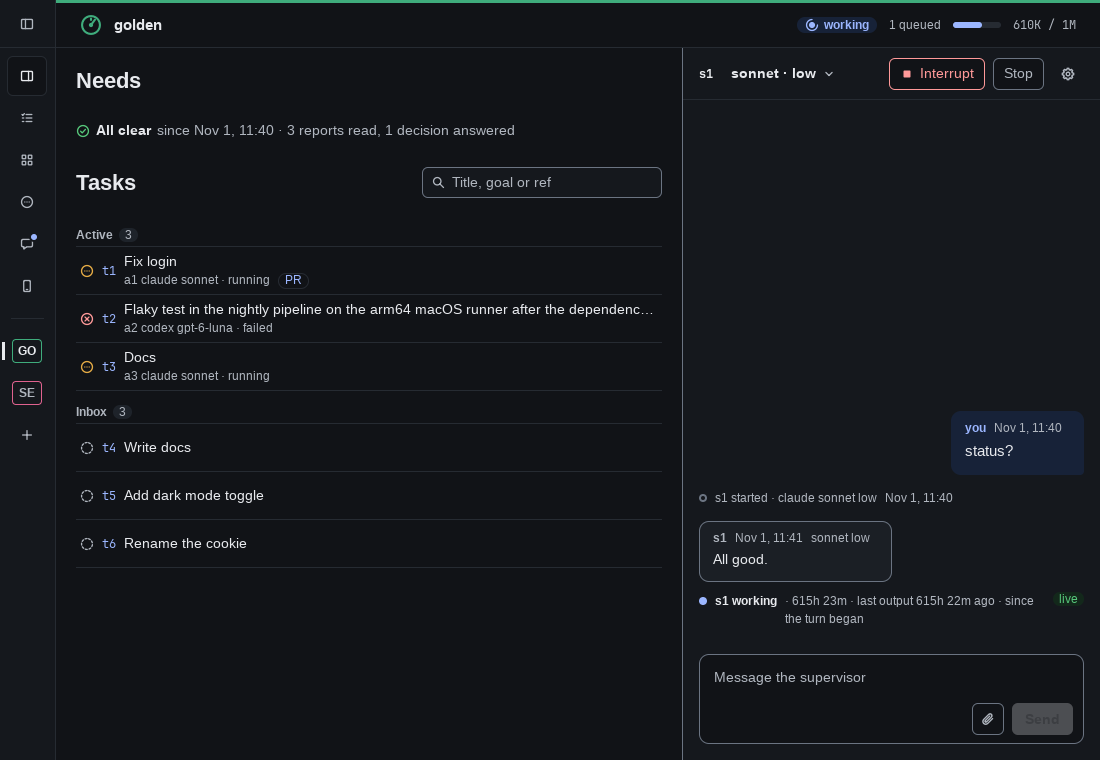 golden
working 1 queued 610K / 1M
Needs
All clear since Nov 1, 11:40 · 3 reports read, 1 decision answered
Tasks
Title, goal or ref
Active 3
t1 Fix login
a1 claude sonnet · running PR
t2 Flaky test in the nightly pipeline on the arm64 macOS runner after the dependenc…
a2 codex gpt-6-luna · failed
t3 Docs
a3 claude sonnet · running
Inbox 3
t4 Write docs
t5 Add dark mode toggle
t6 Rename the cookie
GO
SE
s1 sonnet · low Interrupt Stop
you Nov 1, 11:40
status?
s1 started · claude sonnet low Nov 1, 11:40
s1 Nov 1, 11:41 sonnet low
All good.
s1 working · 615h 23m · last output 615h 22m ago · since live
the turn began
Message the supervisor
Send